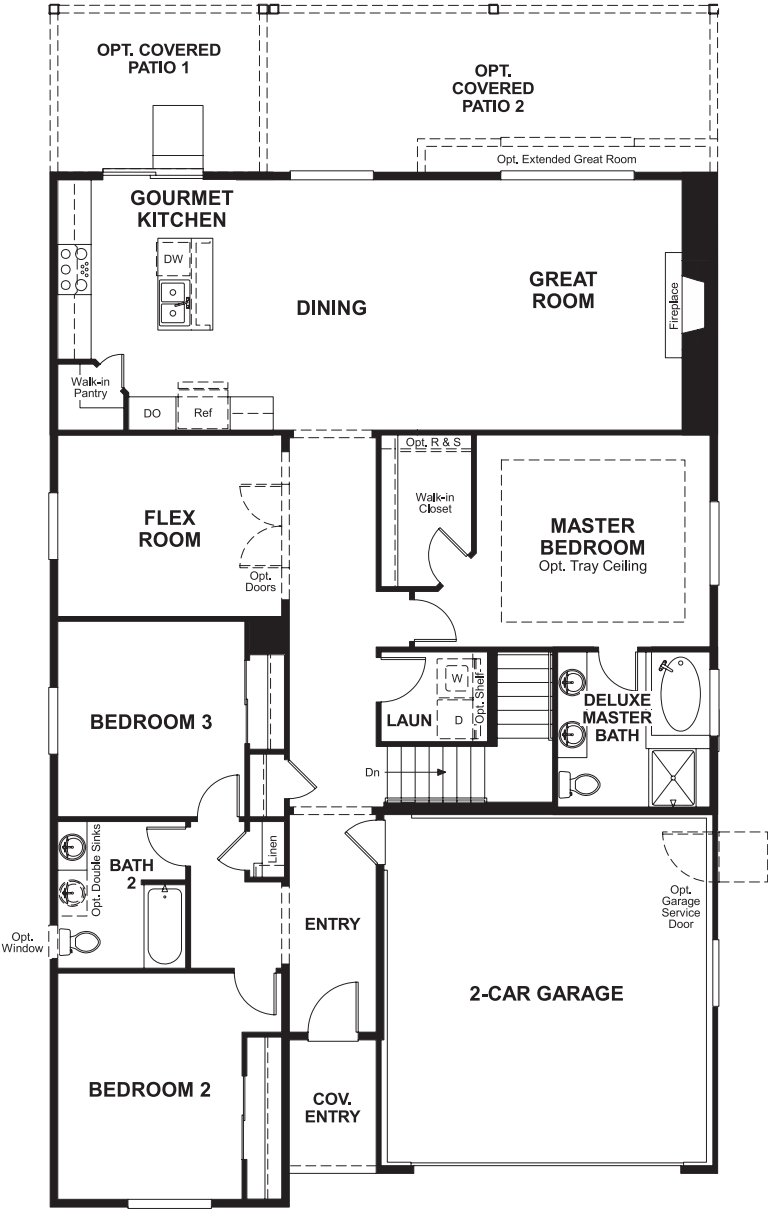 OPT. COVERED
PATIO 1
OPT.
COVERED
PATIO 2
Opt. Extended Great Room
GOURMET
KITCHEN
DW
GREAT
ROOM
DINING
Fireplace
Walk-in
Pantry
DO
Ref
Opt. R & S
FLEX
ROOM
Walk-in
Closet
MASTER
BEDROOM
Opt. Tray Ceiling
Opt.
Doors
BEDROOM 3
LAUN
W
D
Opt. Shelf
DELUXE
MASTER
BATH
Dn
Opt. Double Sinks
BATH
2
Linen
Opt.
Garage
Service
Door
Opt.
Window
ENTRY
2-CAR GARAGE
BEDROOM 2
COV.
ENTRY